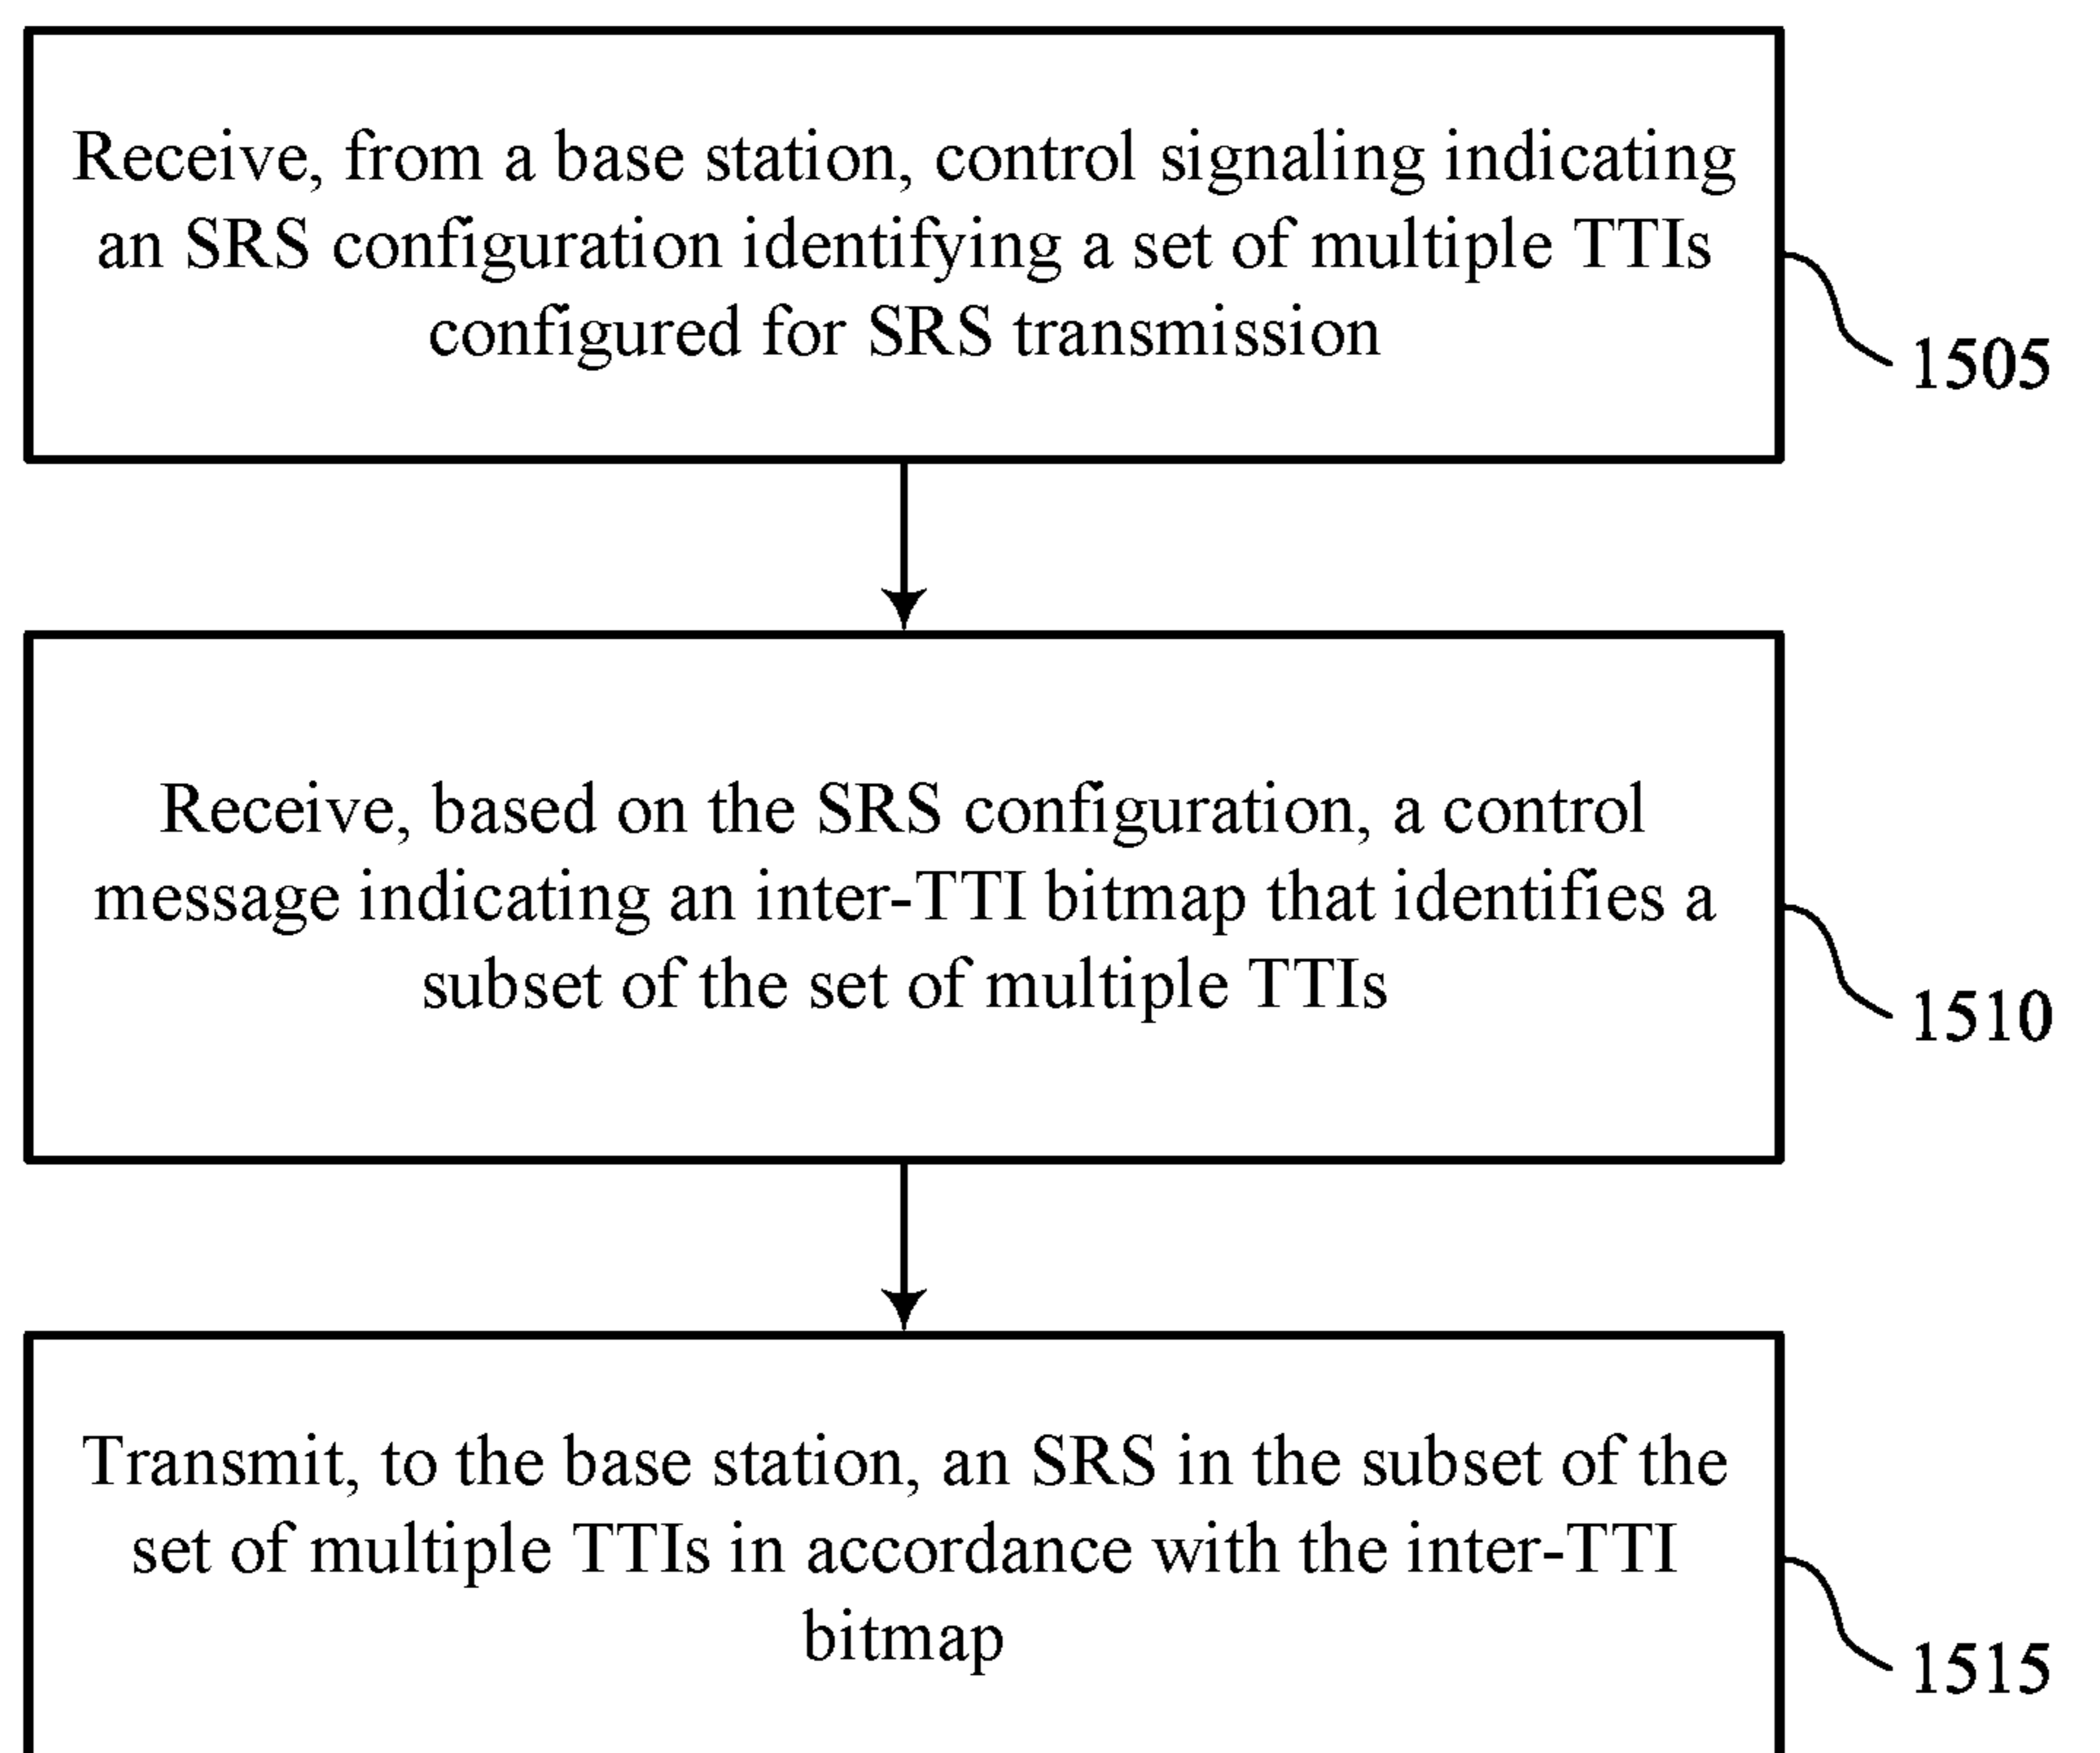 Receive, from a base station, control signaling indicating
an SRS configuration identifying a set of multiple TTIs
configured for SRS transmission
1505
Receive, based on the SRS configuration, a control
message indicating an inter-TTI bitmap that identifies a
subset of the set of multiple TTIs
1510
Transmit, to the base station, an SRS in the subset of the
set of multiple TTIs in accordance with the inter-TTI
bitmap
1515